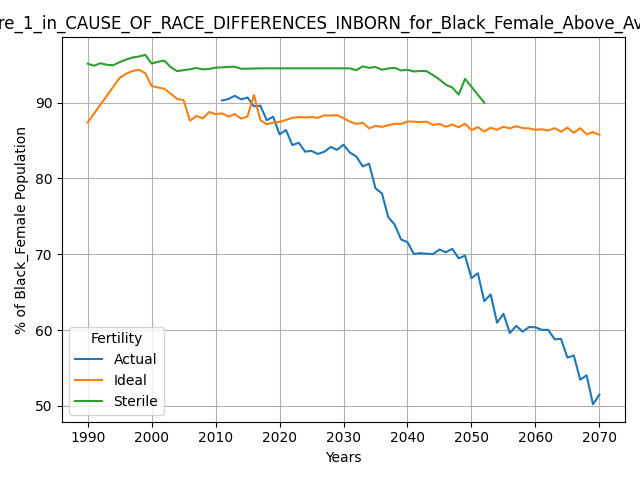 re_1_in_CAUSE_OF_RACE_DIFFERENCES_INBORN_for_Black_Female_Above_Av
% of Black_Female Population
90
80
70
60
50
Fertility
Actual
Ideal
Sterile
1990 2000 2010 2020 2030 2040 2050 2060 2070
Years